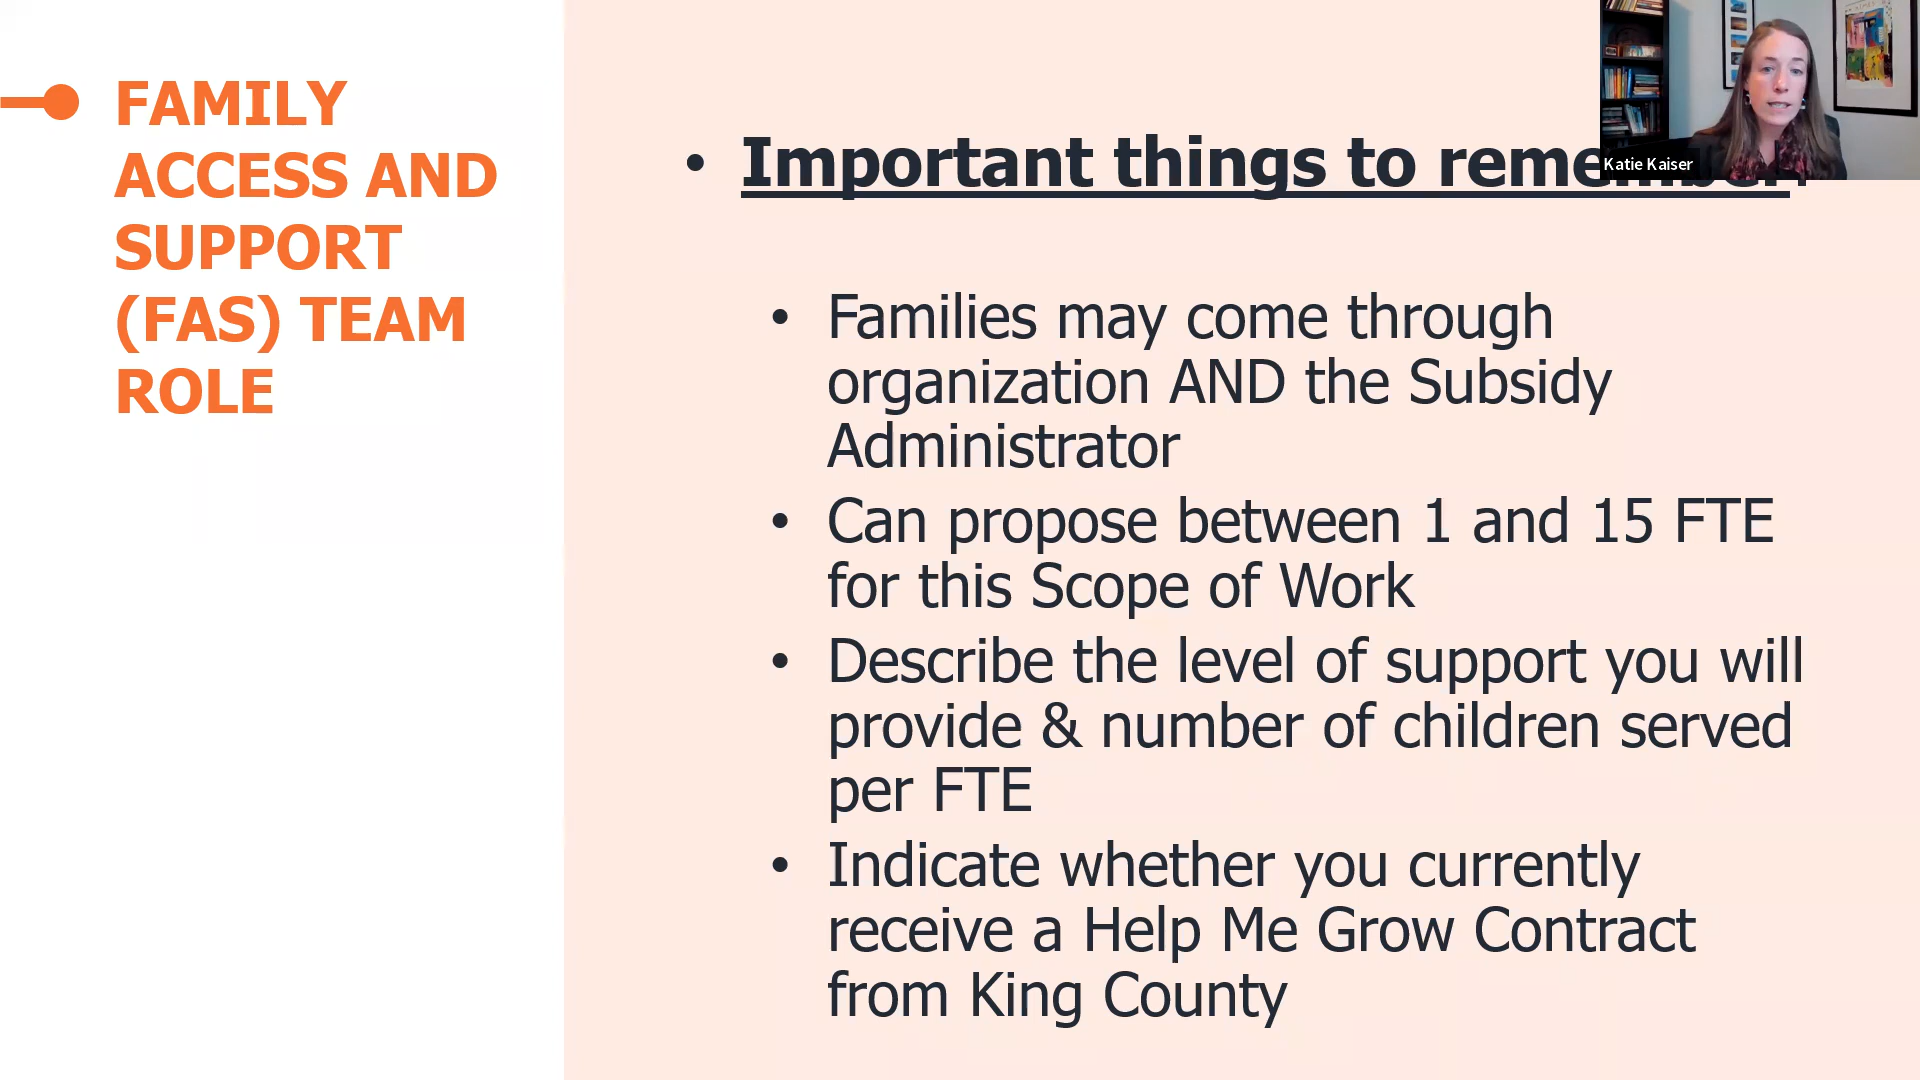 FAMILY
ACCESS AND
SUPPORT
(FAS) TEAM
ROLE
• Important things to remember:
Katie Kaiser
• Families may come through
organization AND the Subsidy
Administrator
• Can propose between 1 and 15 FTE
for this Scope of Work
• Describe the level of support you will
provide & number of children served
per FTE
• Indicate whether you currently
receive a Help Me Grow Contract
from King County